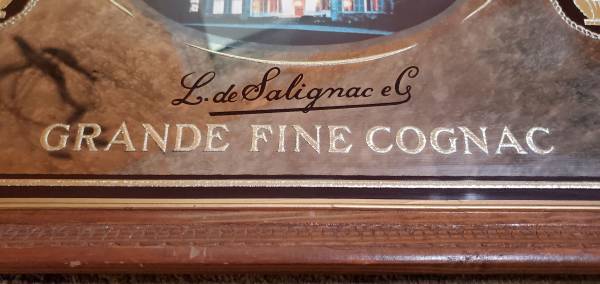 L. de Salignac e C
GRANDE FINE COGNAC